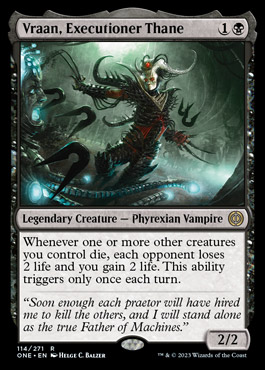 Vraan, Executioner Thane 1
Legendary Creature — Phyrexian Vampire
Whenever one or more other creatures
you control die, each opponent loses
2 life and you gain 2 life. This ability
triggers only once each turn.
“Soon enough each praetor will have hired
me to kill the others, and I will stand alone
as the true Father of Machines.”
2/2
114/271 R
ONE • EN HELGE C. BALZER
™ & © 2023 Wizards of the Coast